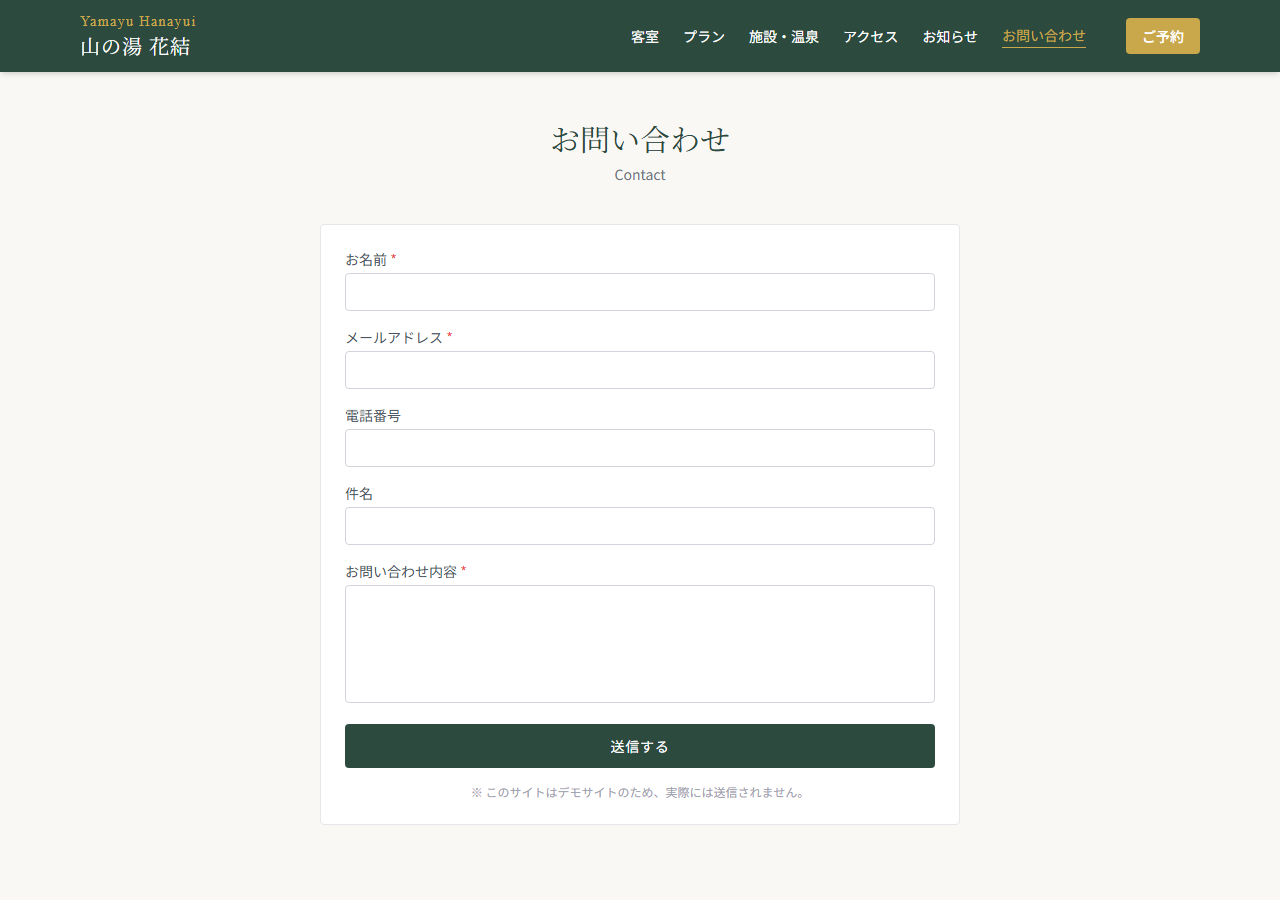 Yamayu Hanayui
山の湯 花結
客室 プラン 施設・温泉 アクセス お知らせ お問い合わせ ご予約
お問い合わせ
Contact
お名前 *
メールアドレス *
電話番号
件名
お問い合わせ内容 *
送信する
※ このサイトはデモサイトのため、実際には送信されません。